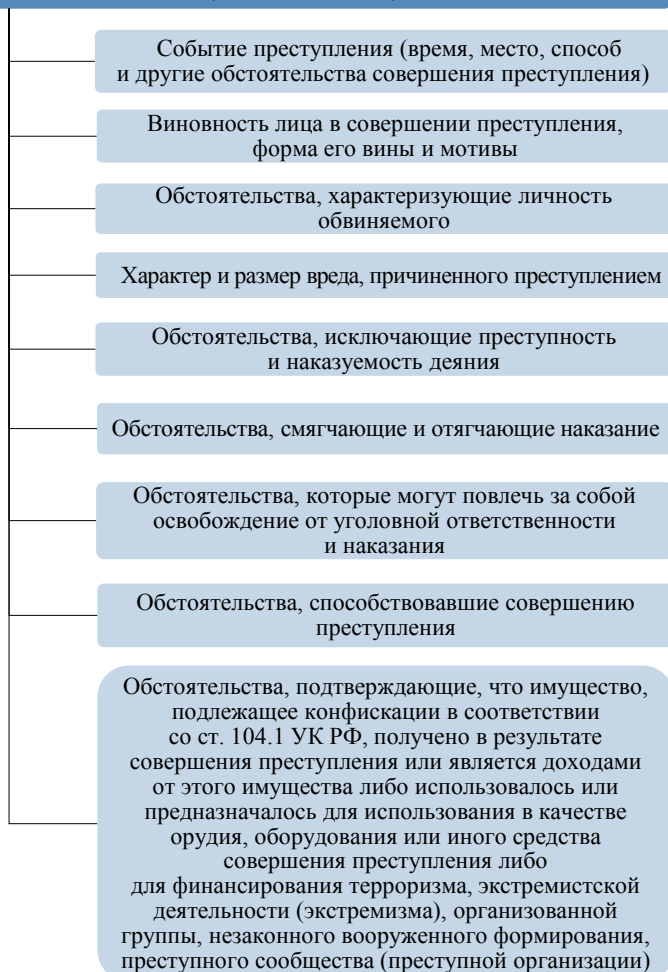 Событие преступления (время, место, способ
и другие обстоятельства совершения преступления)
Виновность лица в совершении преступления,
форма его вины и мотивы
Обстоятельства, характеризующие личность
обвиняемого
Характер и размер вреда, причиненного преступлением
Обстоятельства, исключающие преступность
и наказуемость деяния
Обстоятельства, смягчающие и отягчающие наказание
Обстоятельства, которые могут повлечь за собой
освобождение от уголовной ответственности
и наказания
Обстоятельства, способствовавшие совершению
преступления
Обстоятельства, подтверждающие, что имущество,
подлежащее конфискации в соответствии
со ст. 104.1 УК РФ, получено в результате
совершения преступления или является доходами
от этого имущества либо использовалось или
предназначалось для использования в качестве
орудия, оборудования или иного средства
совершения преступления либо
для финансирования терроризма, экстремистской
деятельности (экстремизма), организованной
группы, незаконного вооруженного формирования,
преступного сообщества (преступной организации)